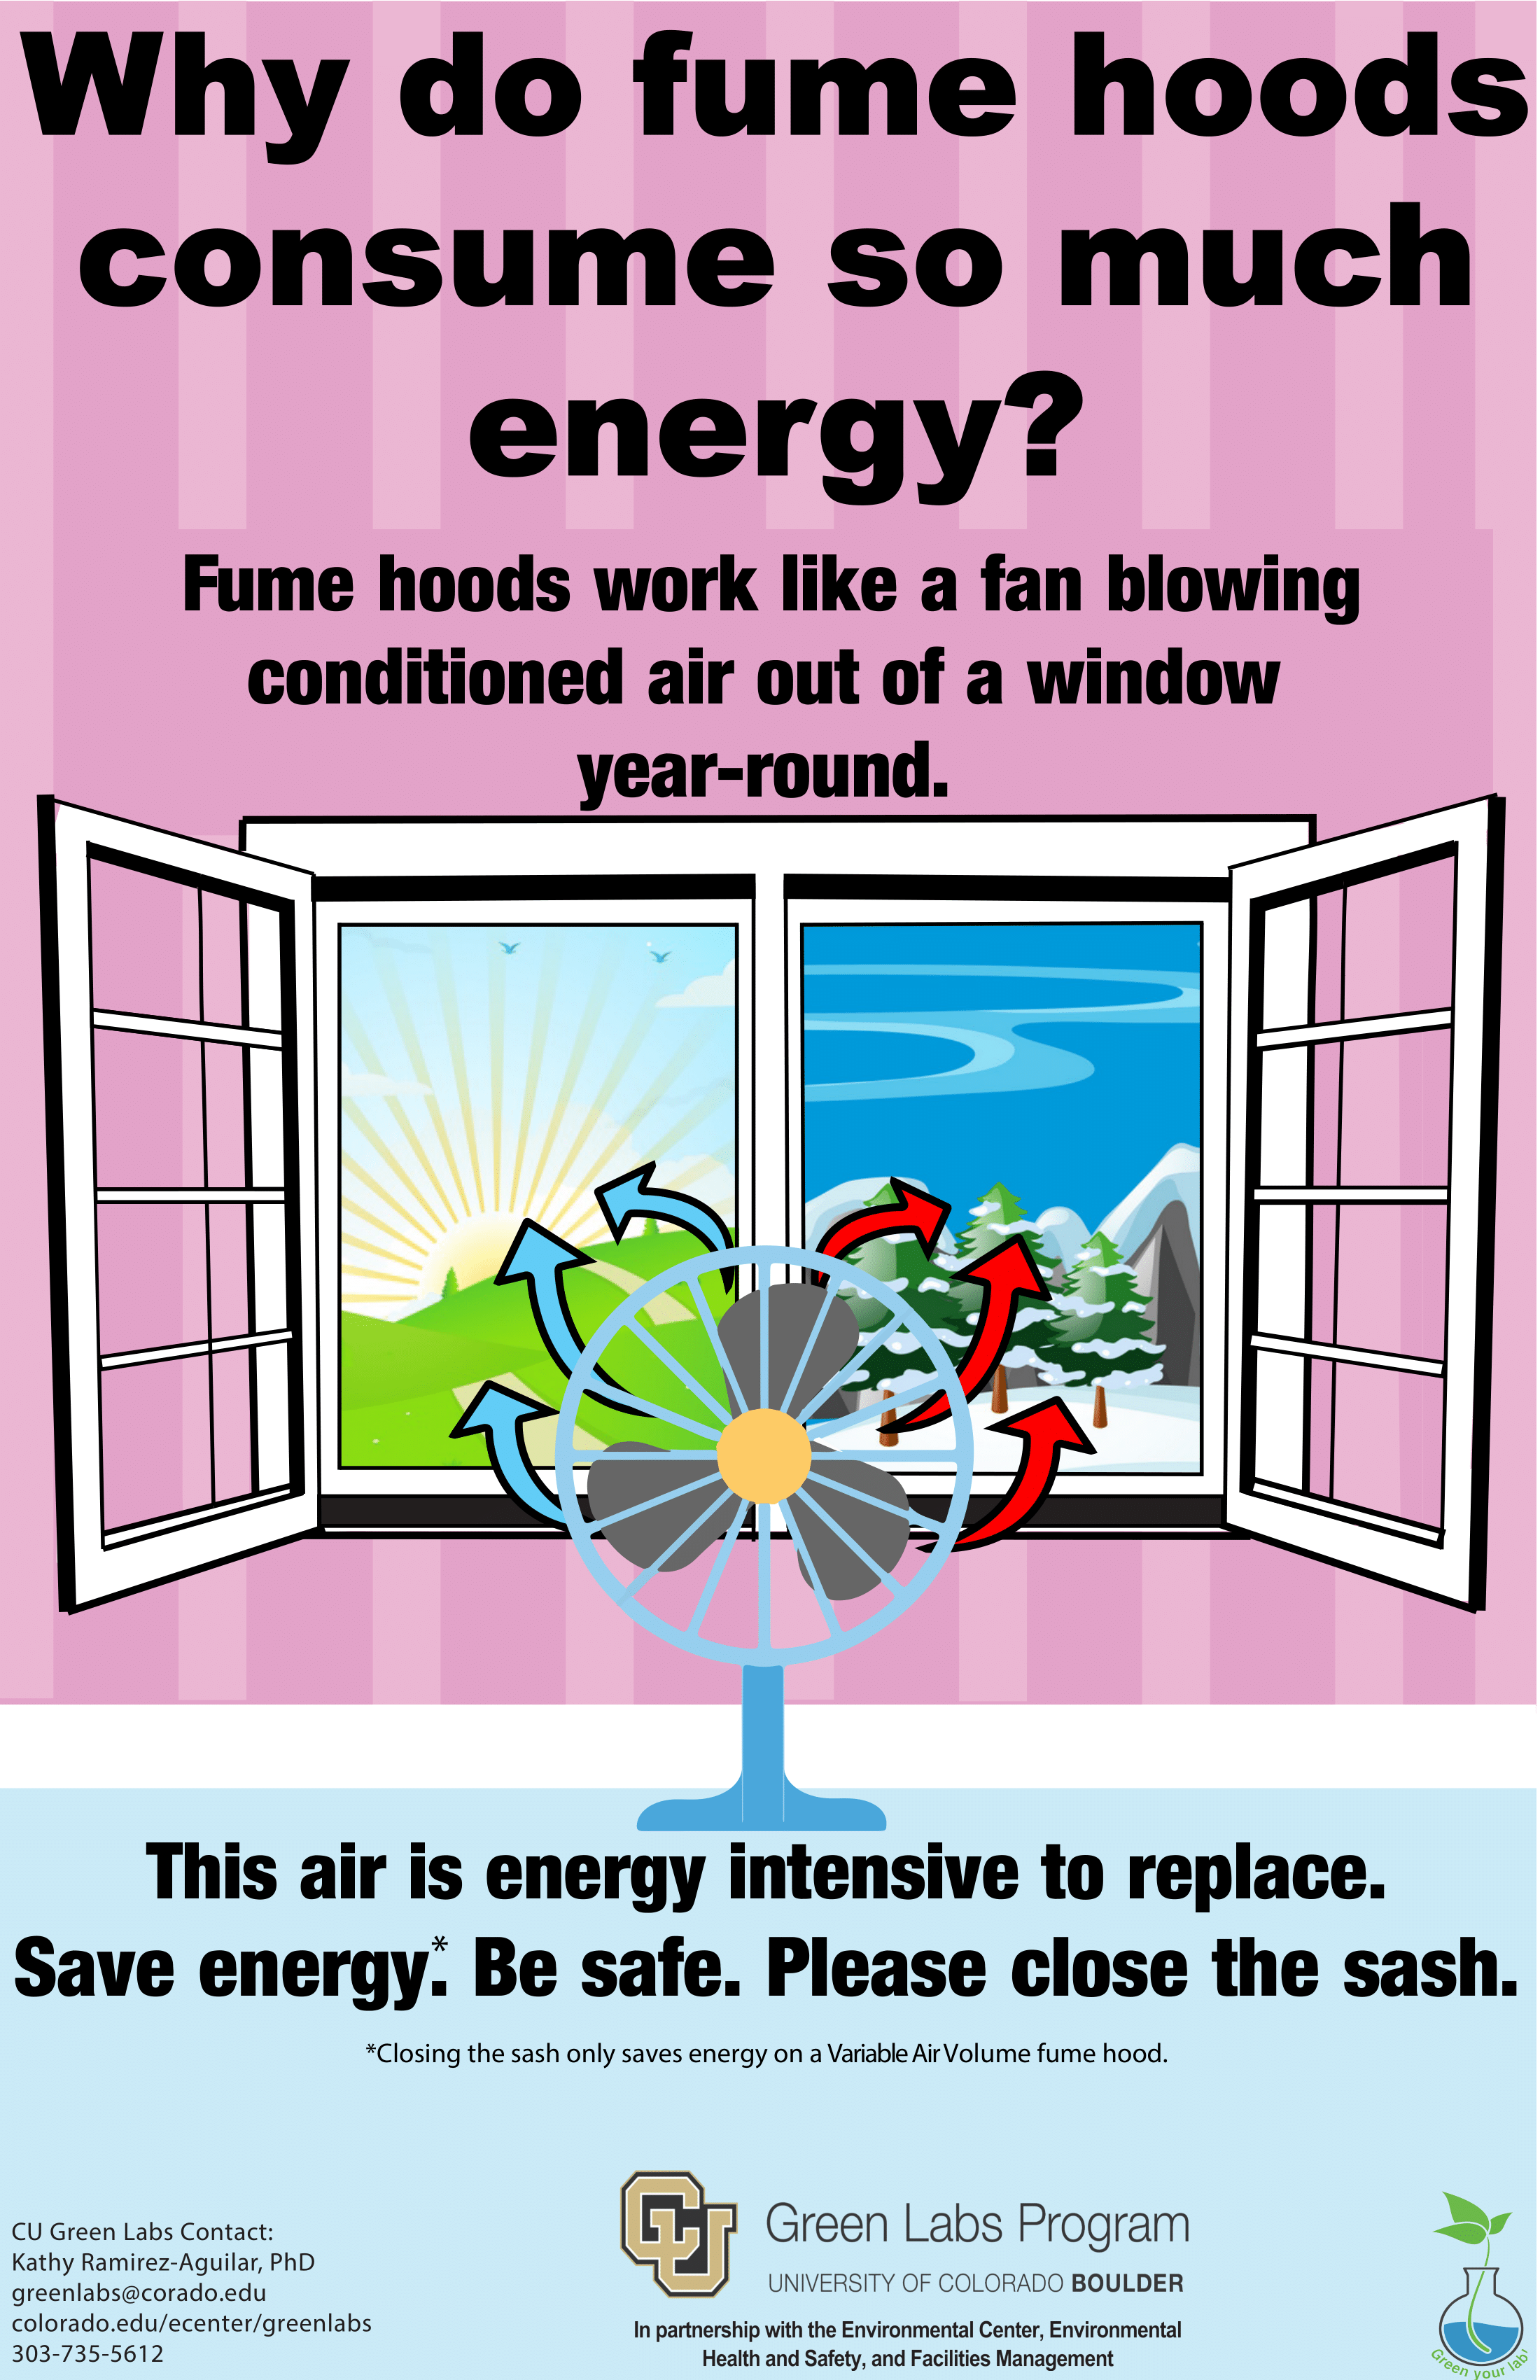 Why do fume hoods
consume so much
energy?
Fume hoods work like a fan blowing
conditioned air out of a window
year-round.
This air is energy intensive to replace.
Save energy.* Be safe. Please close the sash.
*Closing the sash only saves energy on a Variable Air Volume fume hood.
CU Green Labs Contact:
Kathy Ramirez-Aguilar, PhD
greenlabs@corado.edu
colorado.edu/ecenter/greenlabs
303-735-5612
CU
Green Labs Program
UNIVERSITY OF COLORADO BOULDER
In partnership with the Environmental Center, Environmental
Health and Safety, and Facilities Management
Green your lab!